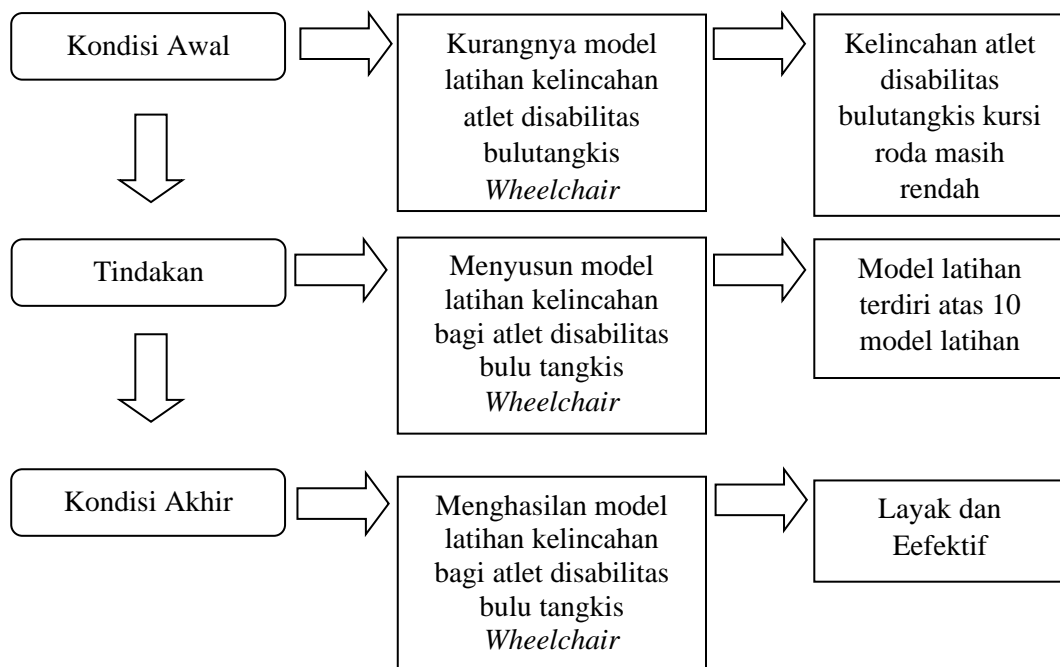 Kondisi Awal
Kurangnya model
latihan kelincahan
atlet disabilitas
bulutangkis
Wheelchair
Kelincahan atlet
disabilitas
bulutangkis kursi
roda masih
rendah
Tindakan
Menyusun model
latihan kelincahan
bagi atlet disabilitas
bulu tangkis
Wheelchair
Model latihan
terdiri atas 10
model latihan
Kondisi Akhir
Menghasilan model
latihan kelincahan
bagi atlet disabilitas
bulu tangkis
Wheelchair
Layak dan
Eefektif